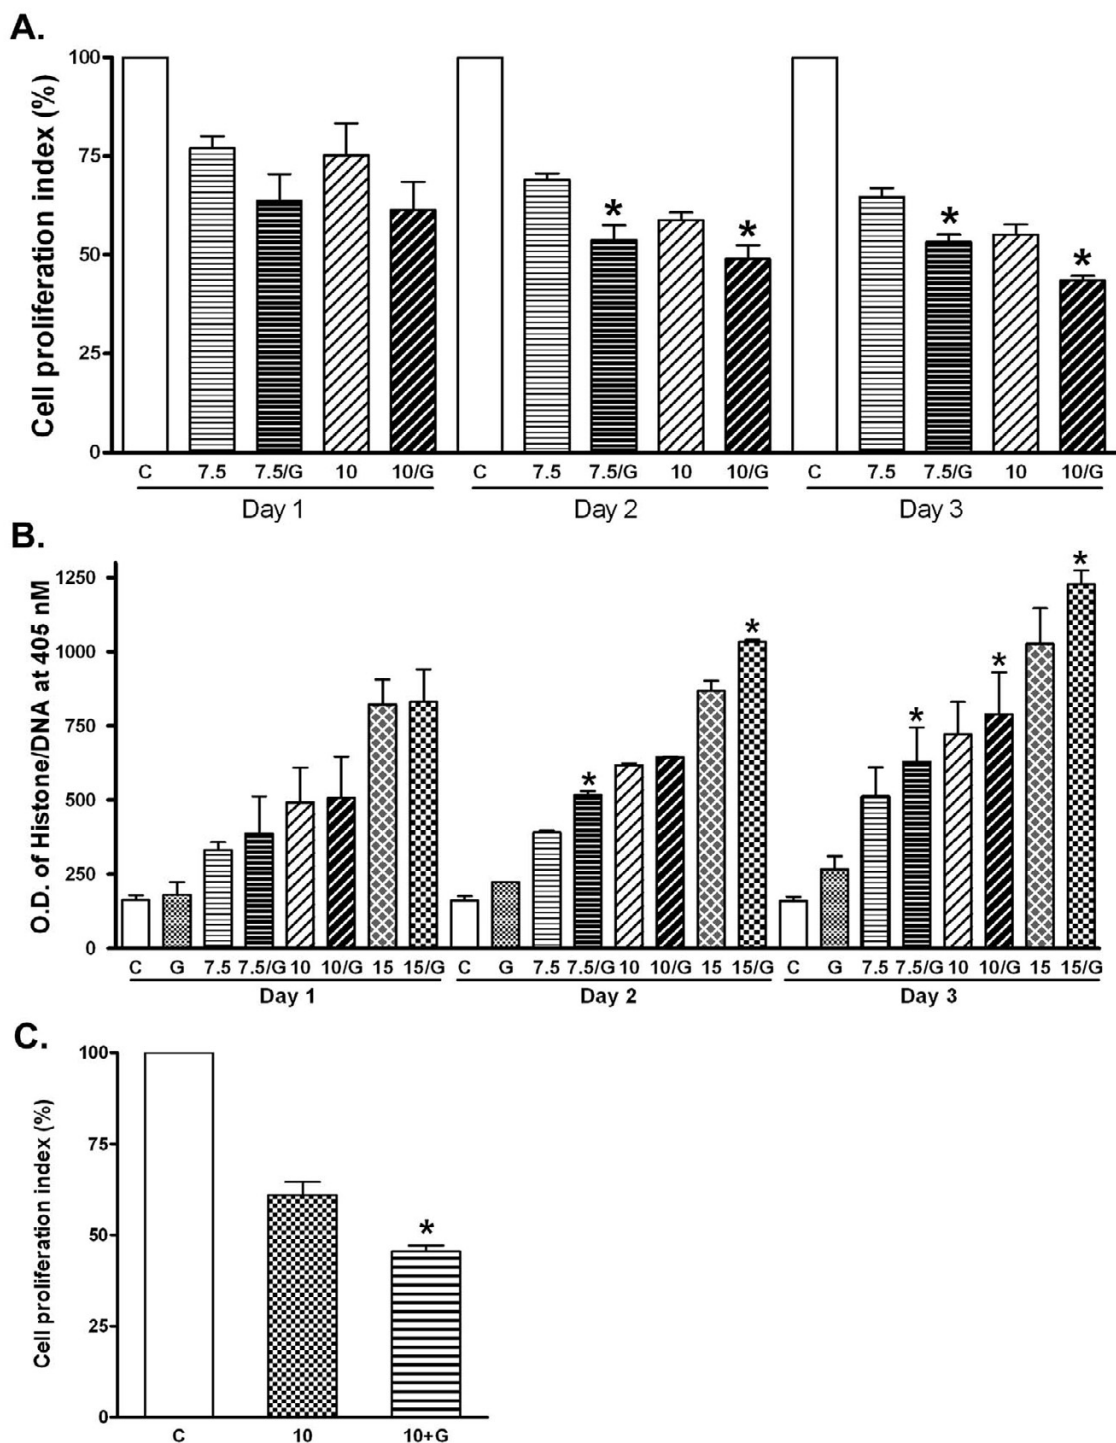 A.
Cell proliferation index (%)
100
75
50
25
0
* * * *
C 7.5 7.5/G 10 10/G C 7.5 7.5/G 10 10/G C 7.5 7.5/G 10 10/G
Day 1 Day 2 Day 3
B.
O.D. of Histone/DNA at 405 nM
1250
1000
750
500
250
0
* * * * *
C G 7.5 7.5/G 10 10/G 15 15/G C G 7.5 7.5/G 10 10/G 15 15/G C G 7.5 7.5/G 10 10/G 15 15/G
Day 1 Day 2 Day 3
C.
Cell proliferation index (%)
100
75
50
25
0
*
C 10 10+G